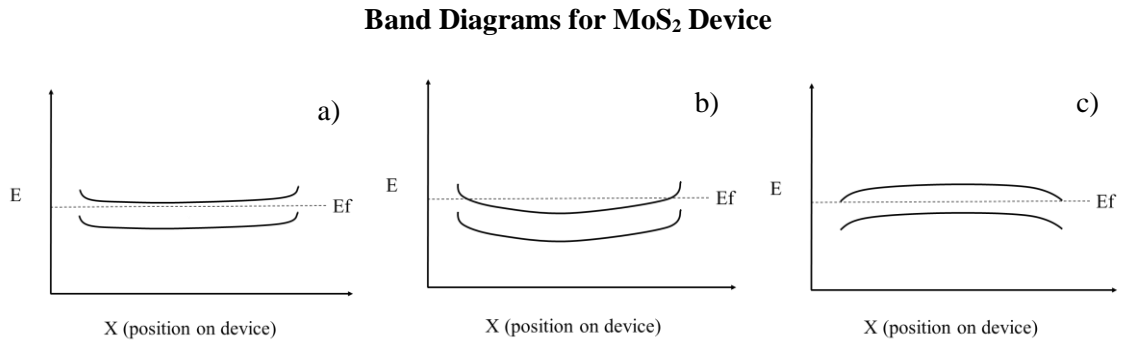 Band Diagrams for MoS₂ Device
a)
E
Ef
X (position on device)
b)
E
Ef
X (position on device)
c)
E
Ef
X (position on device)